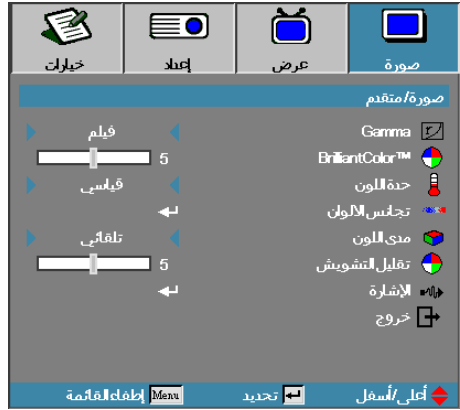 صورة
عرض
إعداد
خيارات
صورة/متقدم
Gamma فيلم
BrilliantColor™ 5
حدة اللون قياسي
تجانس الالوان
مدى اللون تلقائي
تقليل التشويش 5
الإشارة
خروج
أعلى/أسفل تحديد Menu إطفاء القائمة